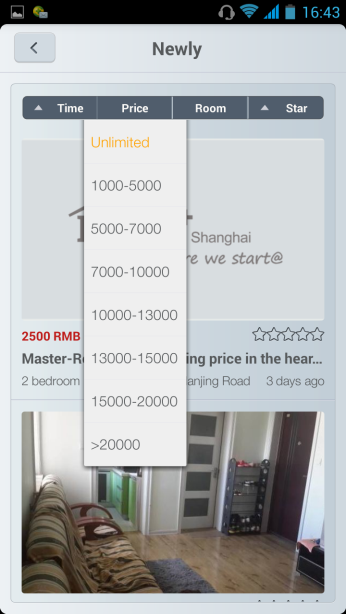 16:43
Newly
Time Price Room Star
Unlimited
1000-5000
5000-7000
7000-10000
10000-13000
13000-15000
15000-20000
>20000
Shanghai
re we start@
2500 RMB
Master-R ing price in the hear...
2 bedroom anjing Road 3 days ago